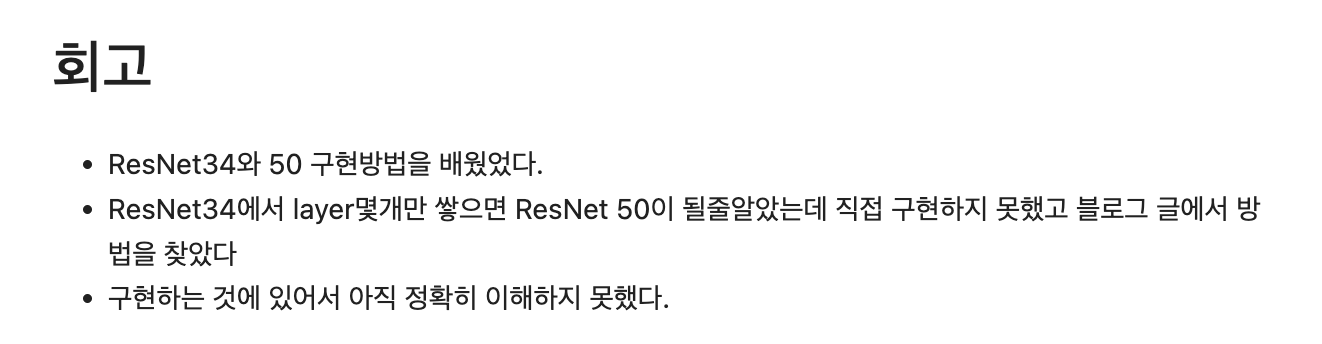 회고
• ResNet34와 50 구현방법을 배웠었다.
• ResNet34에서 layer몇개만 쌓으면 ResNet 50이 될줄알았는데 직접 구현하지 못했고 블로그 글에서 방
법을 찾았다
• 구현하는 것에 있어서 아직 정확히 이해하지 못했다.